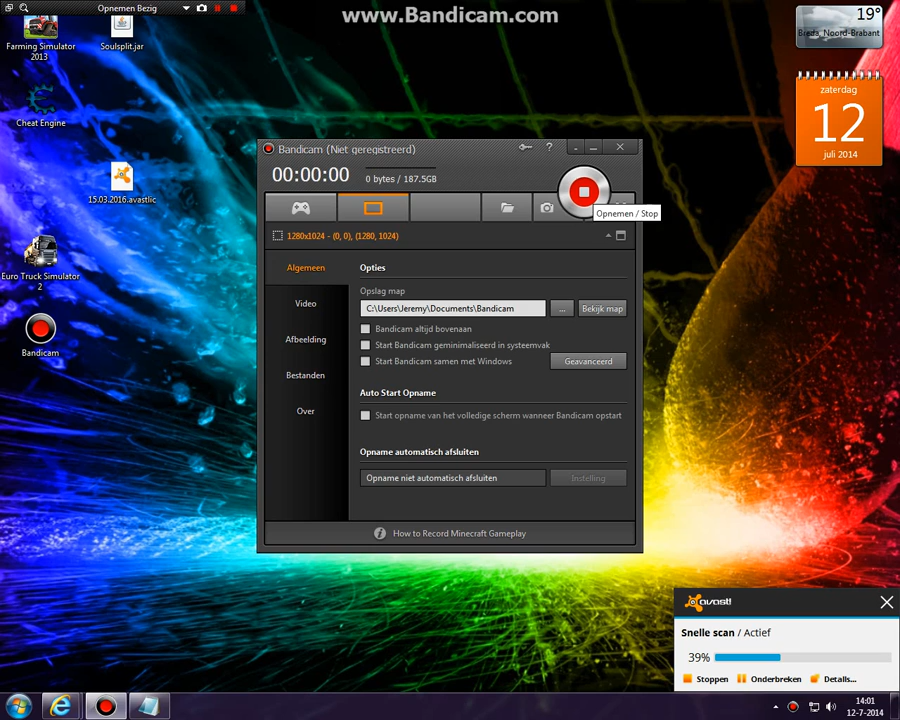 Opnemen Bezig
www.Bandicam.com
Farming Simulator
2013
Soulsplit.jar
Cheat Engine
15.03.2016.avastlic
Euro Truck Simulator
2
Bandicam
19°
Breda, Noord-Brabant
zaterdag
12
juli 2014
Bandicam (Niet geregistreerd)
?
00:00:00
0 bytes / 187.5GB
Opnemen / Stop
1280x1024 - (0, 0), (1280, 1024)
Algemeen
Video
Afbeelding
Bestanden
Over
Opties
Opslag map
C:\Users\Jeremy\Documents\Bandicam
...
Bekijk map
Bandicam altijd bovenaan
Start Bandicam geminimaliseerd in systeemvak
Start Bandicam samen met Windows
Geavanceerd
Auto Start Opname
Start opname van het volledige scherm wanneer Bandicam opstart
Opname automatisch afsluiten
Opname niet automatisch afsluiten
Instelling
How to Record Minecraft Gameplay
avast!
Snelle scan / Actief
39%
Stoppen
Onderbreken
Details...
14:01
12-7-2014